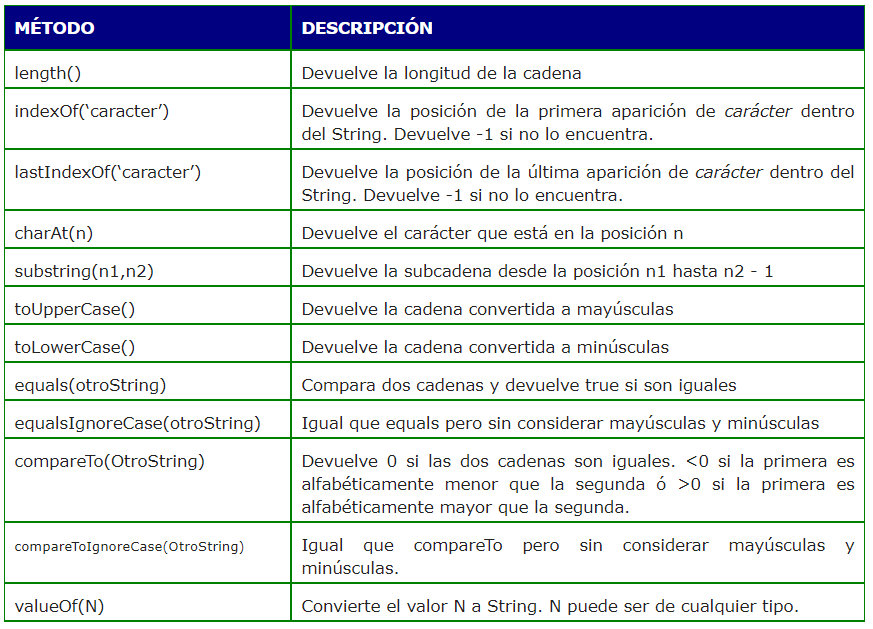 MÉTODO DESCRIPCIÓN
length() Devuelve la longitud de la cadena
indexOf(‘caracter’) Devuelve la posición de la primera aparición de carácter dentro
del String. Devuelve -1 si no lo encuentra.
lastIndexOf(‘caracter’) Devuelve la posición de la última aparición de carácter dentro del
String. Devuelve -1 si no lo encuentra.
charAt(n) Devuelve el carácter que está en la posición n
substring(n1,n2) Devuelve la subcadena desde la posición n1 hasta n2 - 1
toUpperCase() Devuelve la cadena convertida a mayúsculas
toLowerCase() Devuelve la cadena convertida a minúsculas
equals(otroString) Compara dos cadenas y devuelve true si son iguales
equalsIgnoreCase(otroString) Igual que equals pero sin considerar mayúsculas y minúsculas
compareTo(OtroString) Devuelve 0 si las dos cadenas son iguales. <0 si la primera es
alfabéticamente menor que la segunda ó >0 si la primera es
alfabéticamente mayor que la segunda.
compareToIgnoreCase(OtroString) Igual que compareTo pero sin considerar mayúsculas y
minúsculas.
valueOf(N) Convierte el valor N a String. N puede ser de cualquier tipo.